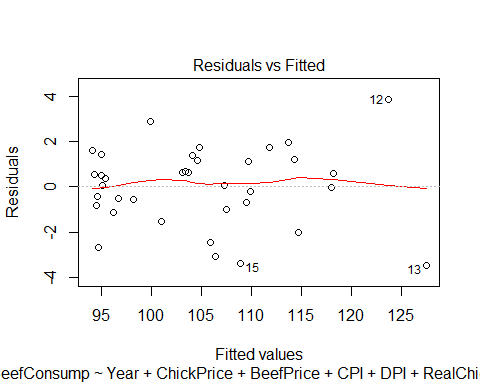 Residuals vs Fitted
Residuals
4
2
0
-2
-4
12
15
13
95 100 105 110 115 120 125
Fitted values
eefConsump ~ Year + ChickPrice + BeefPrice + CPI + DPI + RealChi